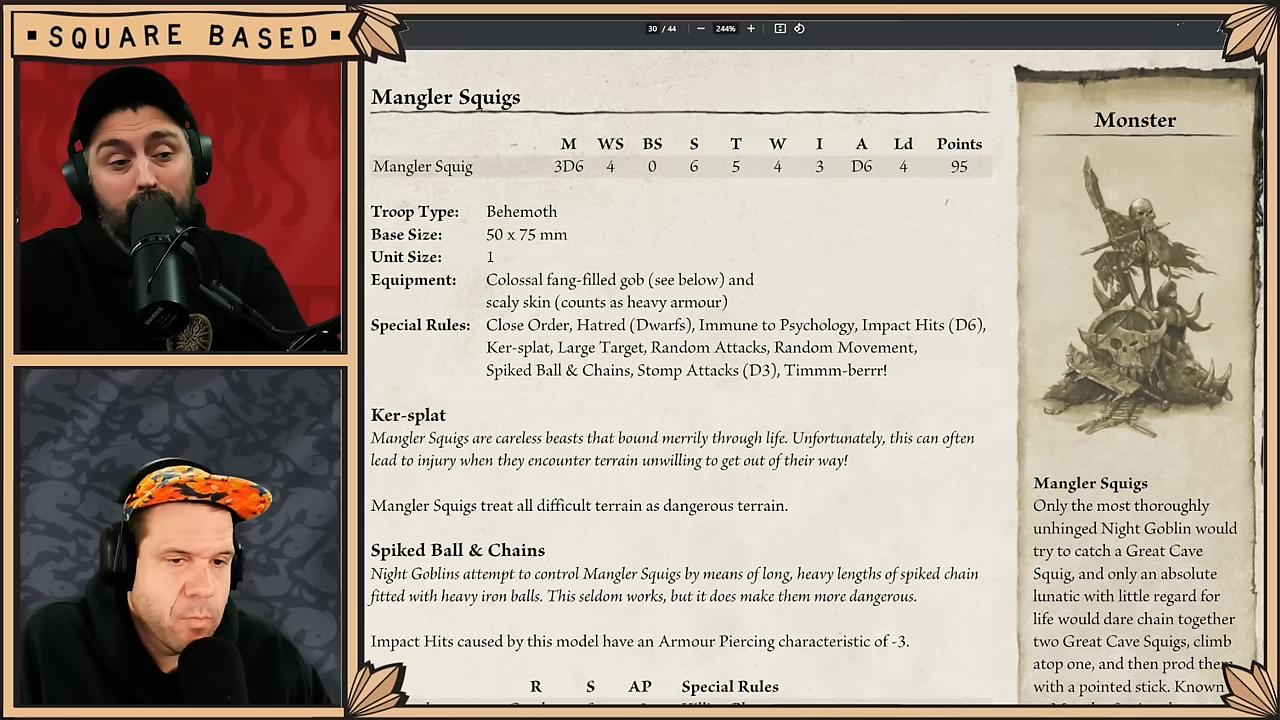 SQUARE BASED
30 / 44
244%
Mangler Squigs
M WS BS S T W I A Ld Points
Mangler Squig 3D6 4 0 6 5 4 3 D6 4 95
Troop Type: Behemoth
Base Size: 50 x 75 mm
Unit Size: 1
Equipment: Colossal fang-filled gob (see below) and
scaly skin (counts as heavy armour)
Special Rules: Close Order, Hatred (Dwarfs), Immune to Psychology, Impact Hits (D6),
Ker-splat, Large Target, Random Attacks, Random Movement,
Spiked Ball & Chains, Stomp Attacks (D3), Timmm-berrr!
Ker-splat
Mangler Squigs are careless beasts that bound merrily through life. Unfortunately, this can often
lead to injury when they encounter terrain unwilling to get out of their way!
Mangler Squigs treat all difficult terrain as dangerous terrain.
Spiked Ball & Chains
Night Goblins attempt to control Mangler Squigs by means of long, heavy lengths of spiked chain
fitted with heavy iron balls. This seldom works, but it does make them more dangerous.
Impact Hits caused by this model have an Armour Piercing characteristic of -3.
R S AP Special Rules
Monster
Mangler Squigs
Only the most thoroughly
unhinged Night Goblin would
try to catch a Great Cave
Squig, and only an absolute
lunatic with little regard for
life would dare chain together
two Great Cave Squigs, climb
atop one, and then prod them
with a pointed stick. Known